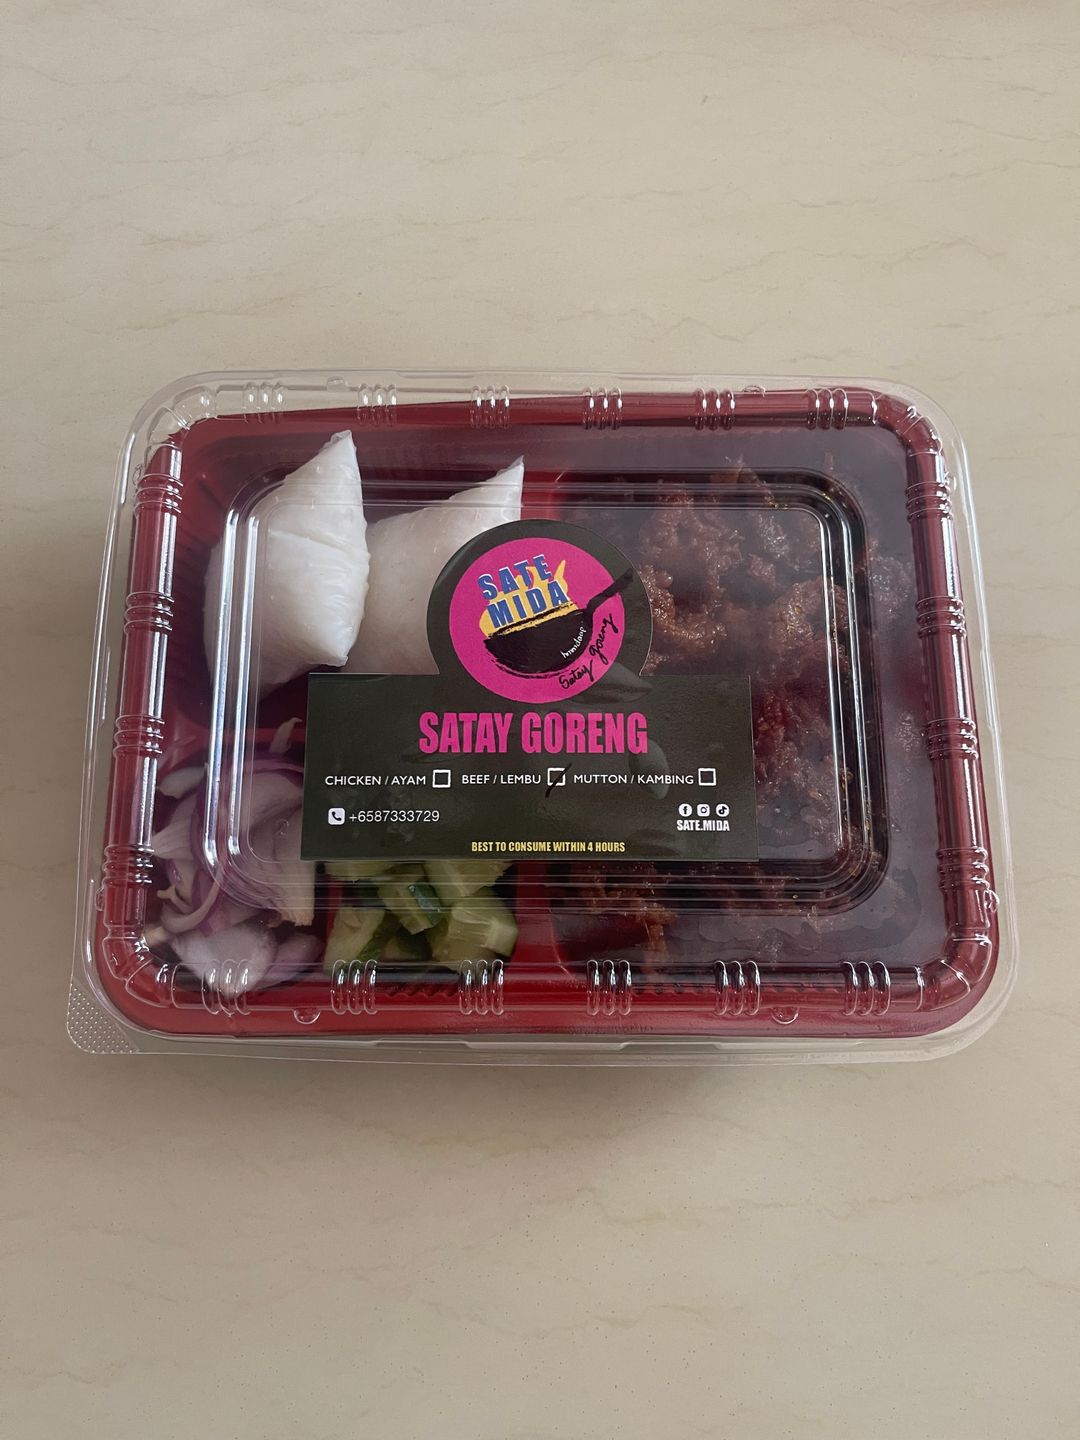 SATE
MIDA
homdayp
Satay goreng
SATAY GORENG
CHICKEN / AYAM BEEF / LEMBU MUTTON / KAMBING
+6587333729
SATE.MIDA
BEST TO CONSUME WITHIN 4 HOURS